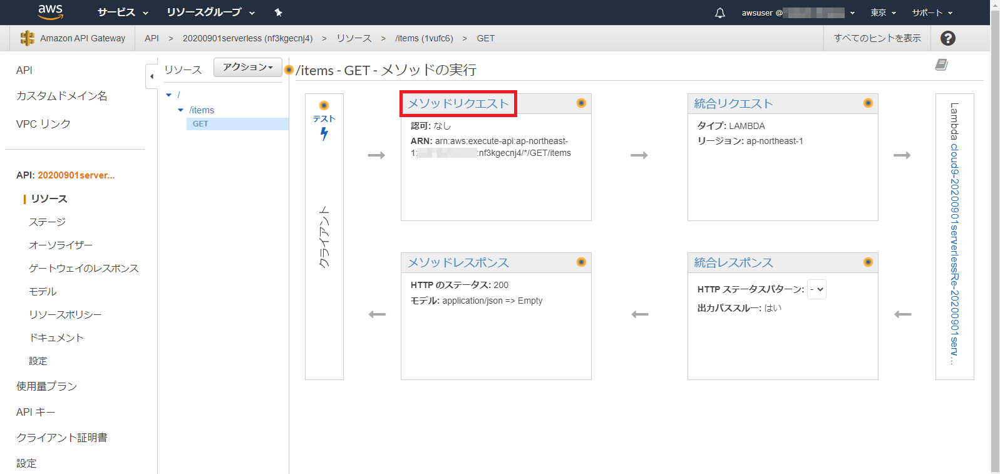 aws サービス リソースグループ awsuser @ 東京 サポート
Amazon API Gateway API > 20200901serverless (nf3kgecnj4) > リソース > /items (1vufc6) > GET すべてのヒントを表示 ?
API
カスタムドメイン名
VPC リンク
API: 20200901server...
リソース
ステージ
オーソライザー
ゲートウェイのレスポンス
モデル
リソースポリシー
ドキュメント
設定
使用量プラン
API キー
クライアント証明書
設定
リソース アクション
/
/items
GET
/items - GET - メソッドの実行
テスト
クライアント
メソッドリクエスト
認可: なし
ARN: arn:aws:execute-api:ap-northeast-
1: :nf3kgecnj4/*/GET/items
統合リクエスト
タイプ: LAMBDA
リージョン: ap-northeast-1
Lambda cloud9-20200901serverlessRe-20200901serv...
メソッドレスポンス
HTTP のステータス: 200
モデル: application/json => Empty
統合レスポンス
HTTP ステータスパターン: -
出力パススルー: はい